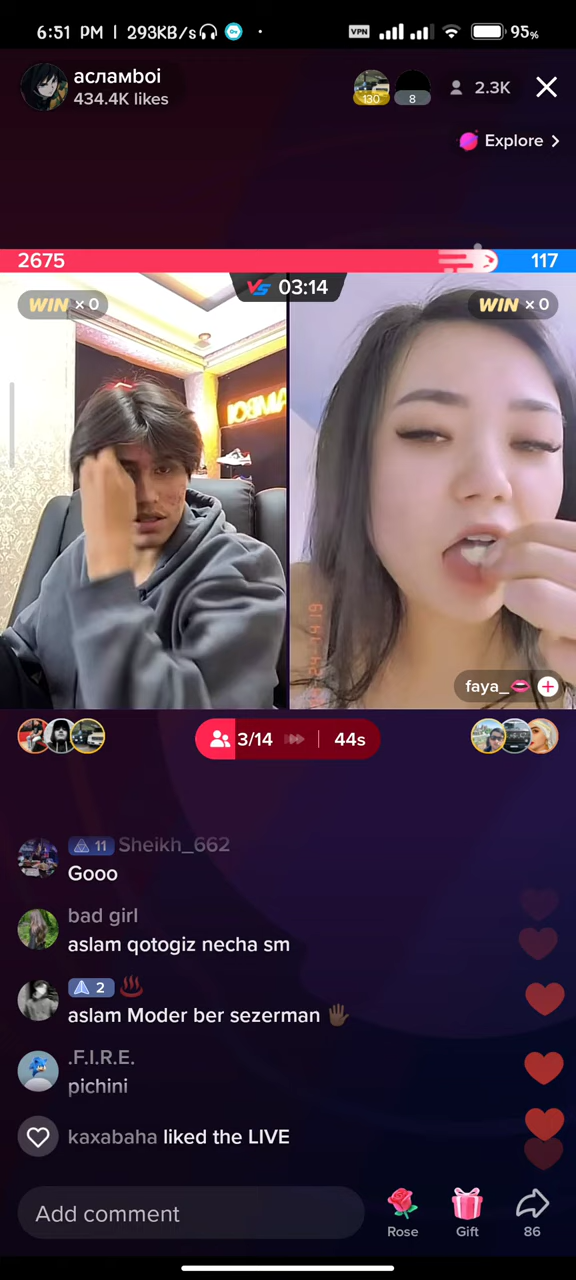 6:51 PM | 293KB/s
VPN
95%
асламboi
434.4K likes
130
8
2.3K
Explore
2675
117
WIN × 0
VS 03:14
WIN × 0
faya_👄
3/14 | 44s
11 Sheikh_662
Gooo
bad girl
aslam qotogiz necha sm
2 ♨
aslam Moder ber sezerman 🖐🏾
.F.I.R.E.
pichini
kaxabaha liked the LIVE
Add comment
Rose
Gift
86